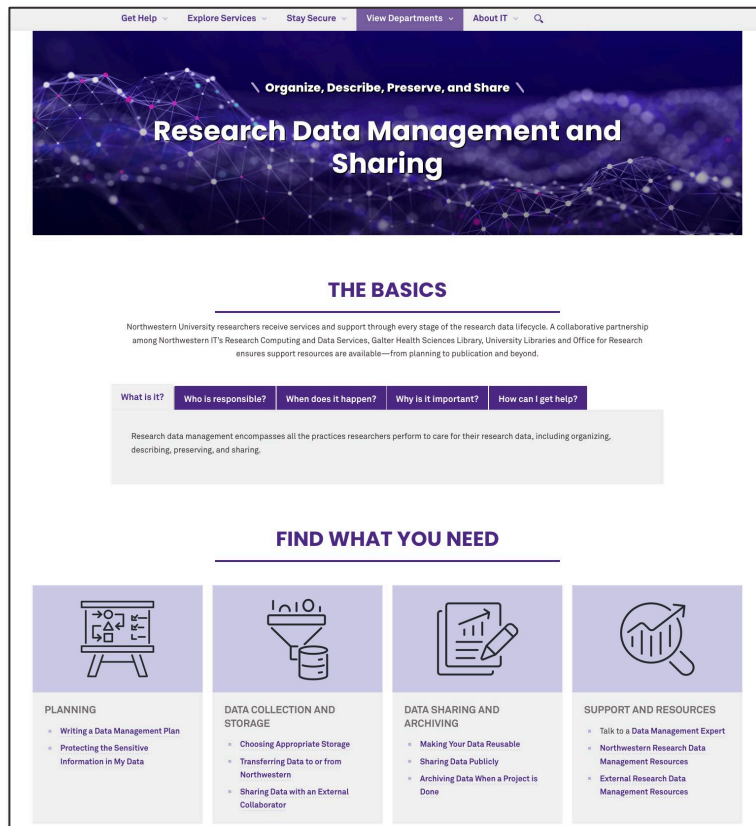 Get Help Explore Services Stay Secure View Departments About IT
\ Organize, Describe, Preserve, and Share \
Research Data Management and
Sharing
THE BASICS
Northwestern University researchers receive services and support through every stage of the research data lifecycle. A collaborative partnership
among Northwestern IT's Research Computing and Data Services, Galter Health Sciences Library, University Libraries and Office for Research
ensures support resources are available—from planning to publication and beyond.
What is it? Who is responsible? When does it happen? Why is it important? How can I get help?
Research data management encompasses all the practices researchers perform to care for their research data, including organizing,
describing, preserving, and sharing.
FIND WHAT YOU NEED
PLANNING
Writing a Data Management Plan
Protecting the Sensitive
Information in My Data
DATA COLLECTION AND
STORAGE
Choosing Appropriate Storage
Transferring Data to or from
Northwestern
Sharing Data with an External
Collaborator
DATA SHARING AND
ARCHIVING
Making Your Data Reusable
Sharing Data Publicly
Archiving Data When a Project is
Done
SUPPORT AND RESOURCES
Talk to a Data Management Expert
Northwestern Research Data
Management Resources
External Research Data
Management Resources